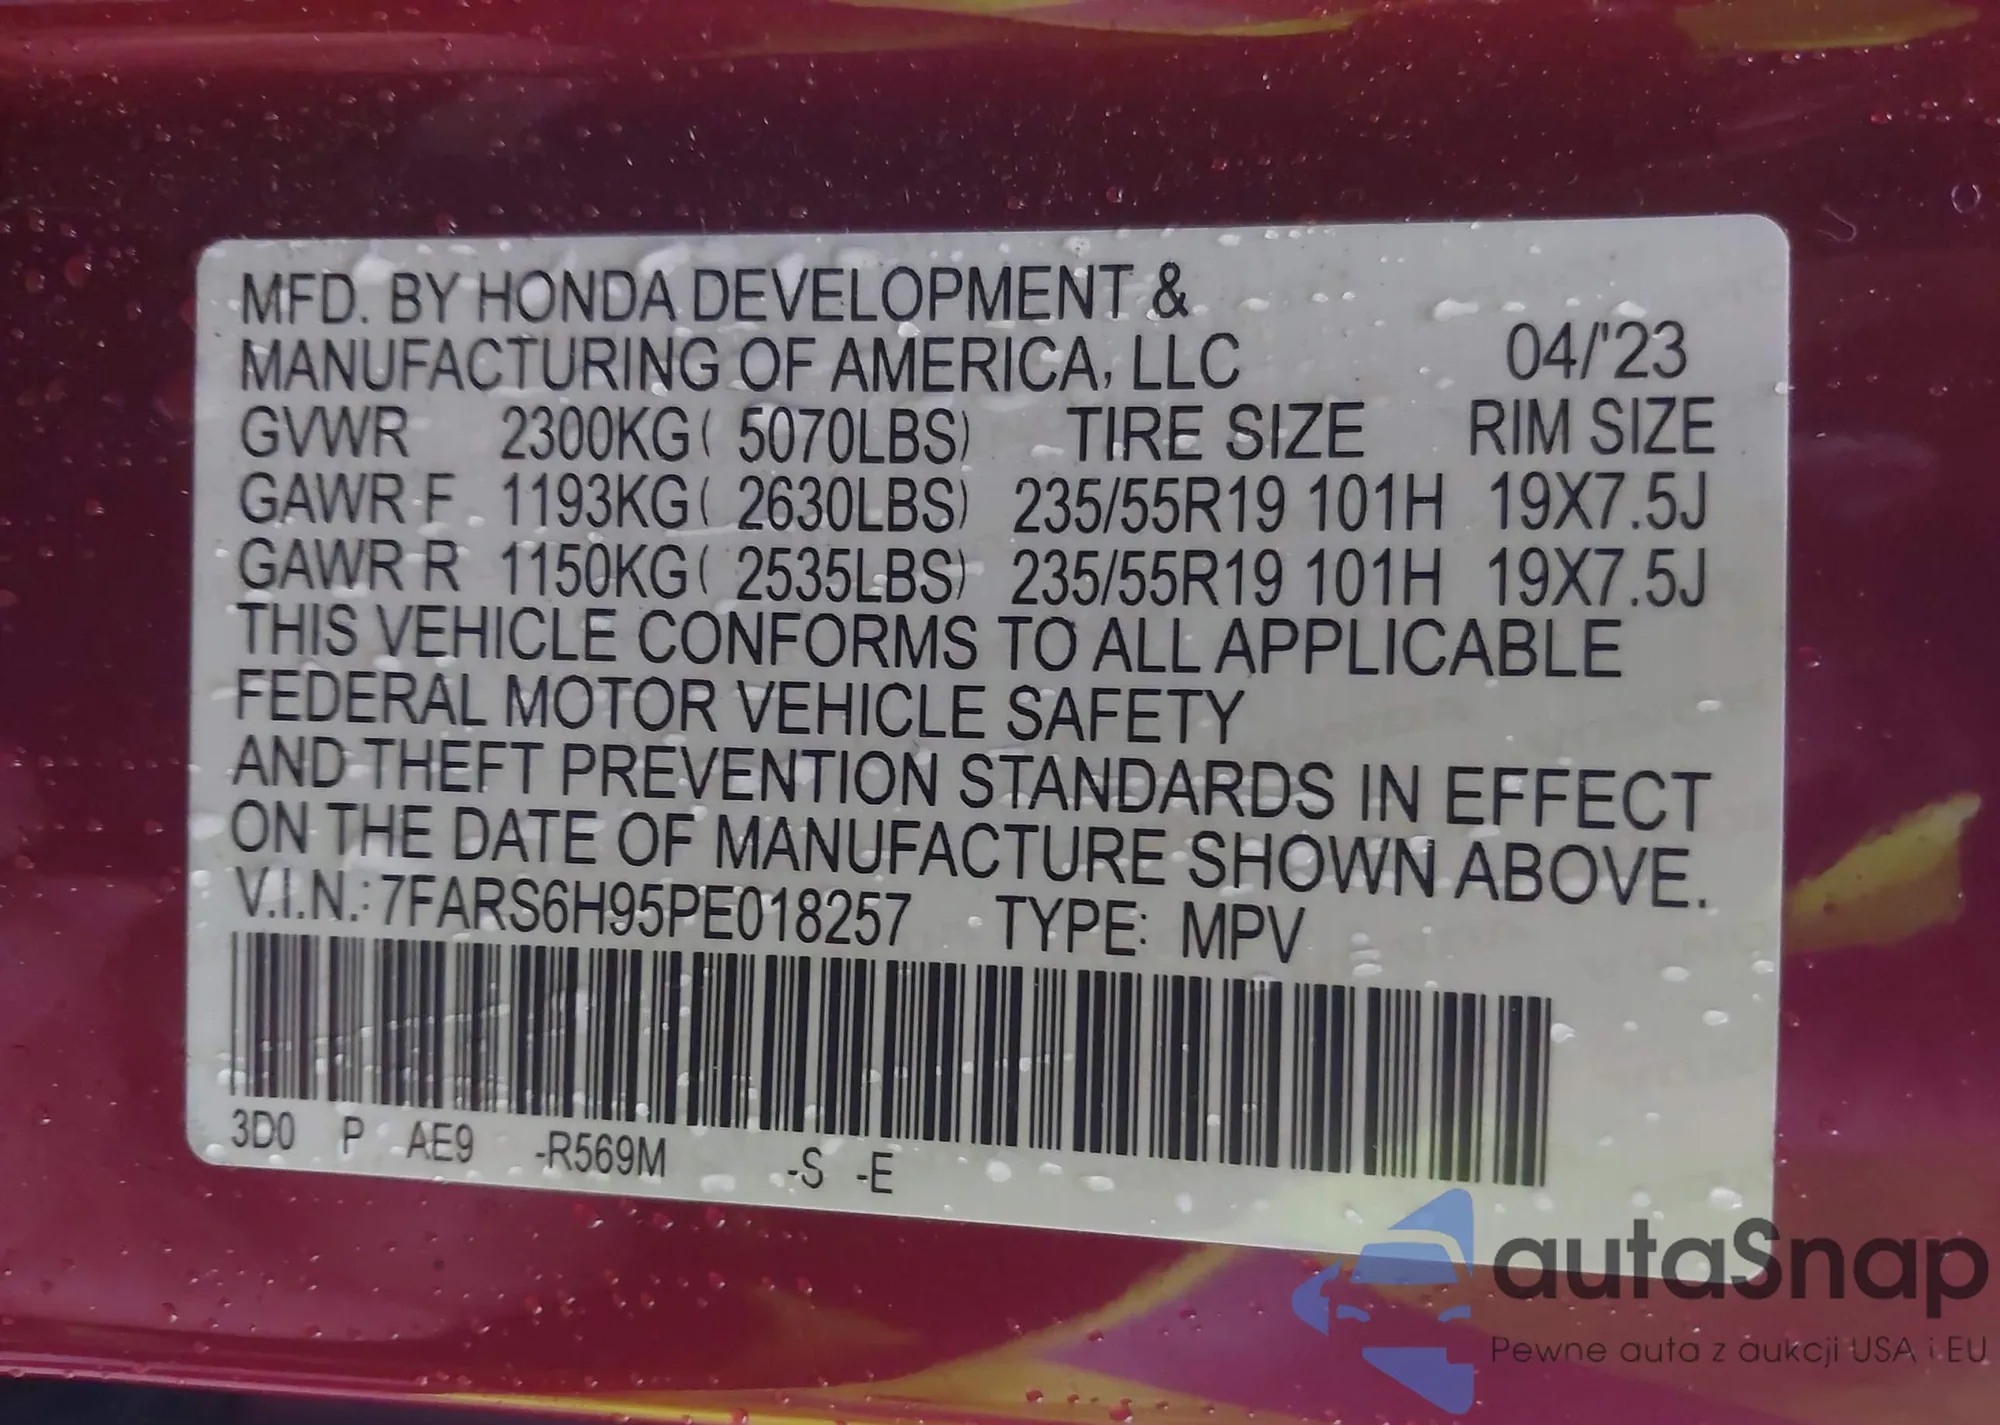 MFD. BY HONDA DEVELOPMENT &
MANUFACTURING OF AMERICA, LLC 04/'23
GVWR 2300KG( 5070LBS) TIRE SIZE RIM SIZE
GAWR F 1193KG( 2630LBS) 235/55R19 101H 19X7.5J
GAWR R 1150KG( 2535LBS) 235/55R19 101H 19X7.5J
THIS VEHICLE CONFORMS TO ALL APPLICABLE
FEDERAL MOTOR VEHICLE SAFETY
AND THEFT PREVENTION STANDARDS IN EFFECT
ON THE DATE OF MANUFACTURE SHOWN ABOVE.
V.I.N.: 7FARS6H95PE018257 TYPE: MPV
3D0 P AE9 -R569M -S -E
autaSnap
Pewne auta z aukcji USA i EU